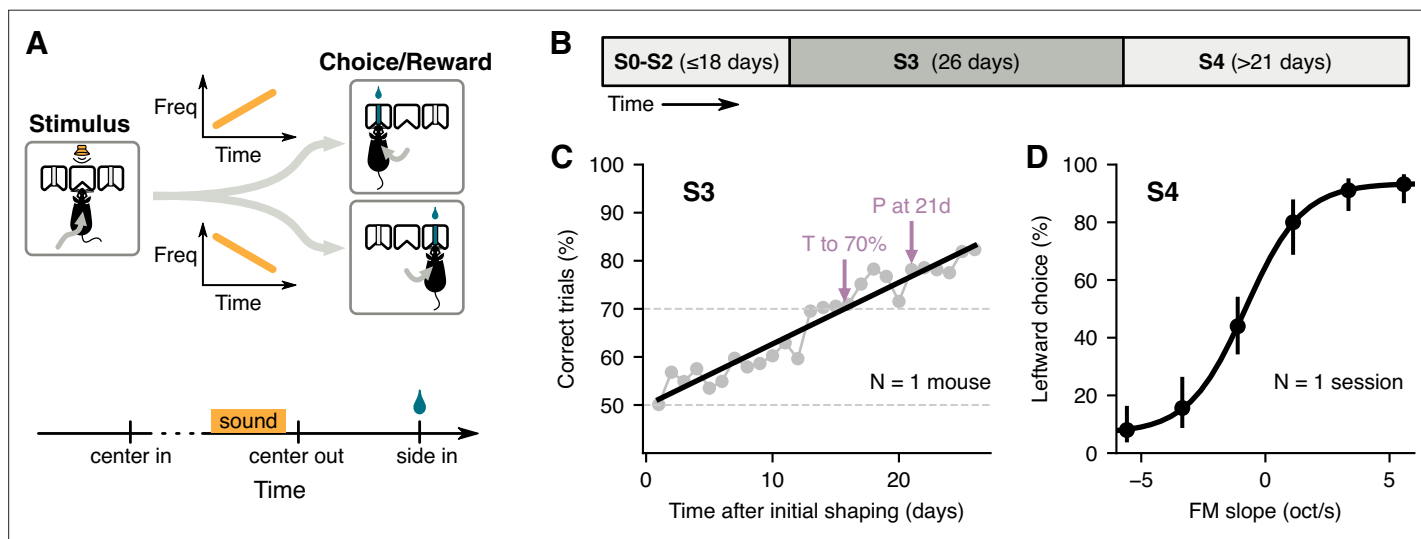 A
Stimulus
Freq
Time
Freq
Time
Choice/Reward
sound
center in
center out
side in
Time
B
S0-S2 (≤18 days)
S3 (26 days)
S4 (>21 days)
Time
C
S3
100
90
80
70
60
50
Correct trials (%)
P at 21d
T to 70%
N = 1 mouse
0
10
20
Time after initial shaping (days)
D
S4
100
80
60
40
20
0
Leftward choice (%)
N = 1 session
−5
0
5
FM slope (oct/s)